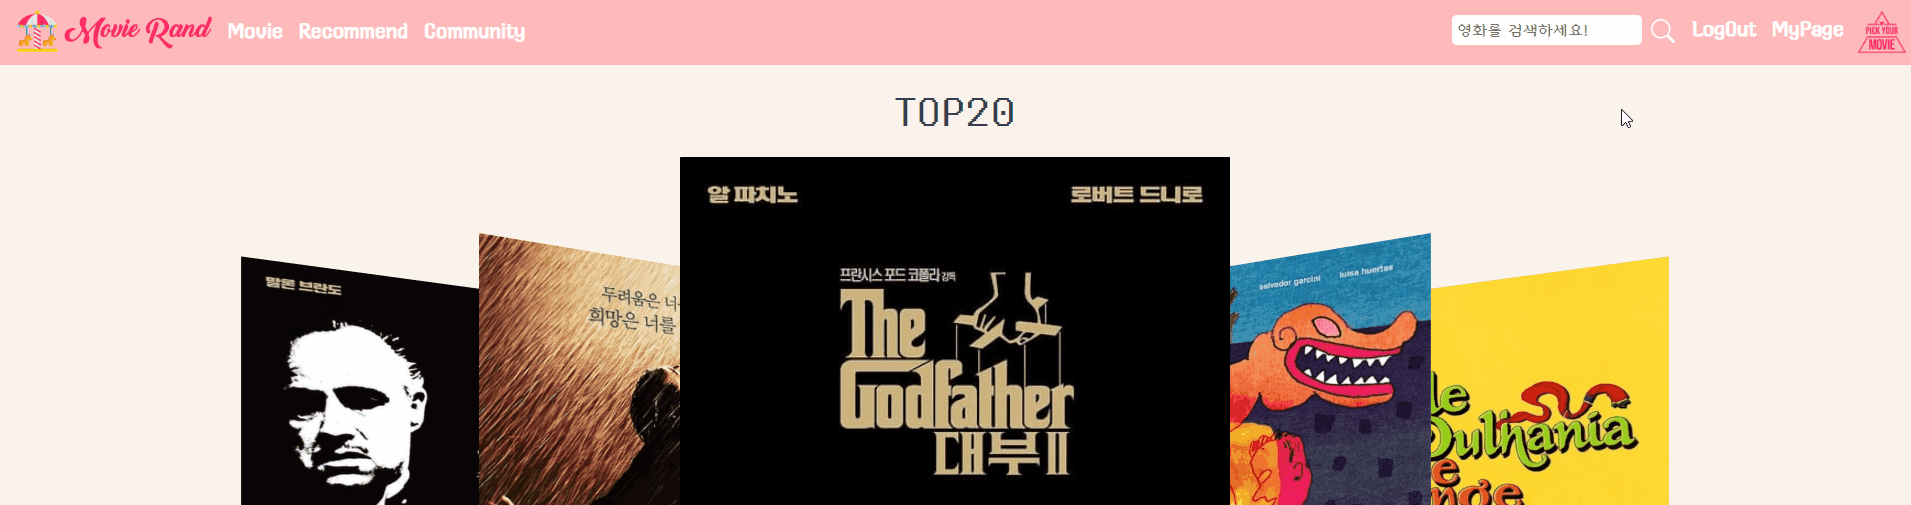 Movie Rand Movie Recommend Community 영화를 검색하세요! LogOut MyPage PICK YOUR MOVIE
TOP20
알 파치노 로버트 드니로
말론 브란도
두려움은 너
희망은 너를
프란시스 포드 코폴라 감독
The
Godfather
대부 II
salvador garcini luisa huertas
le
Dulhania
e
nge